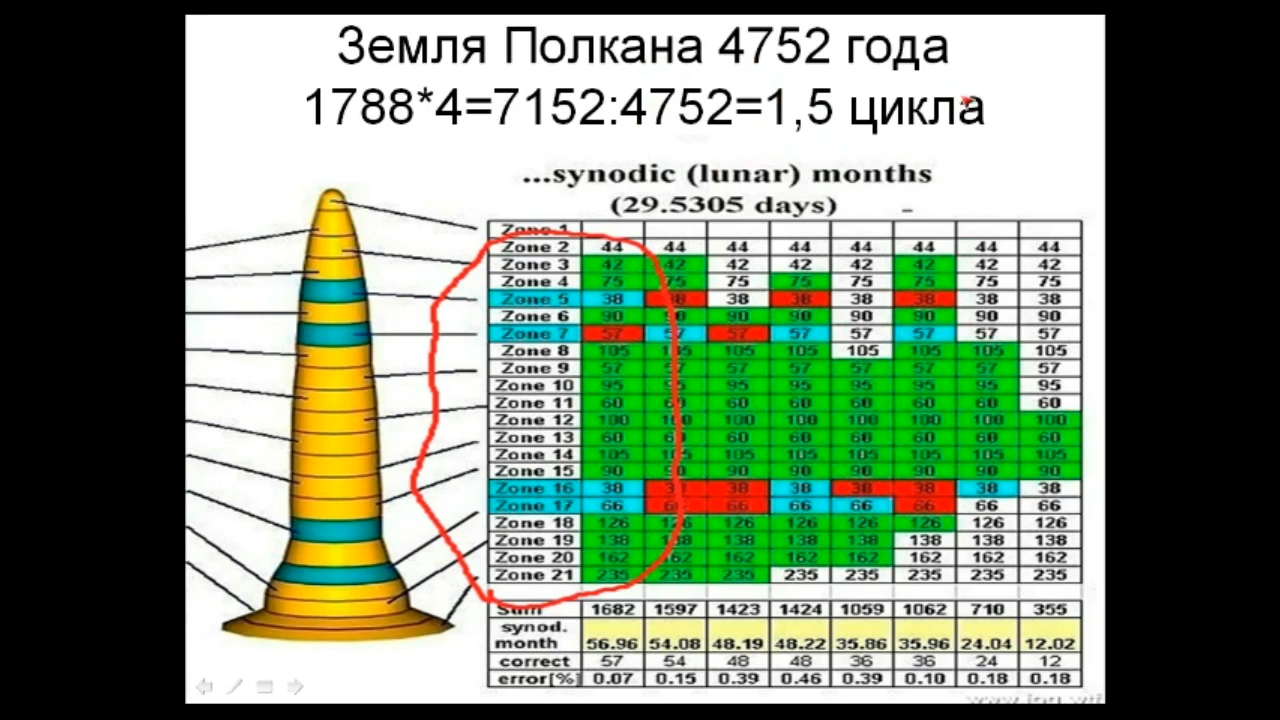 Земля Полкана 4752 года
1788*4=7152:4752=1,5 цикла
...synodic (lunar) months
(29.5305 days)
Zone 1
Zone 2 44 44 44 44 44 44 44 44
Zone 3 42 42 42 42 42 42 42 42
Zone 4 75 75 75 75 75 75 75 75
Zone 5 38 38 38 38 38 38 38 38
Zone 6 90 90 90 90 90 90 90 90
Zone 7 57 57 57 57 57 57 57 57
Zone 8 105 105 105 105 105 105 105 105
Zone 9 57 57 57 57 57 57 57 57
Zone 10 95 95 95 95 95 95 95 95
Zone 11 60 60 60 60 60 60 60 60
Zone 12 100 100 100 100 100 100 100 100
Zone 13 60 60 60 60 60 60 60 60
Zone 14 105 105 105 105 105 105 105 105
Zone 15 90 90 90 90 90 90 90 90
Zone 16 38 38 38 38 38 38 38 38
Zone 17 66 66 66 66 66 66 66 66
Zone 18 126 126 126 126 126 126 126 126
Zone 19 138 138 138 138 138 138 138 138
Zone 20 162 162 162 162 162 162 162 162
Zone 21 235 235 235 235 235 235 235 235
Sum 1682 1597 1423 1424 1059 1062 710 355
synod.
month 56.96 54.08 48.19 48.22 35.86 35.96 24.04 12.02
correct 57 54 48 48 36 36 24 12
error[%] 0.07 0.15 0.39 0.46 0.39 0.10 0.18 0.18